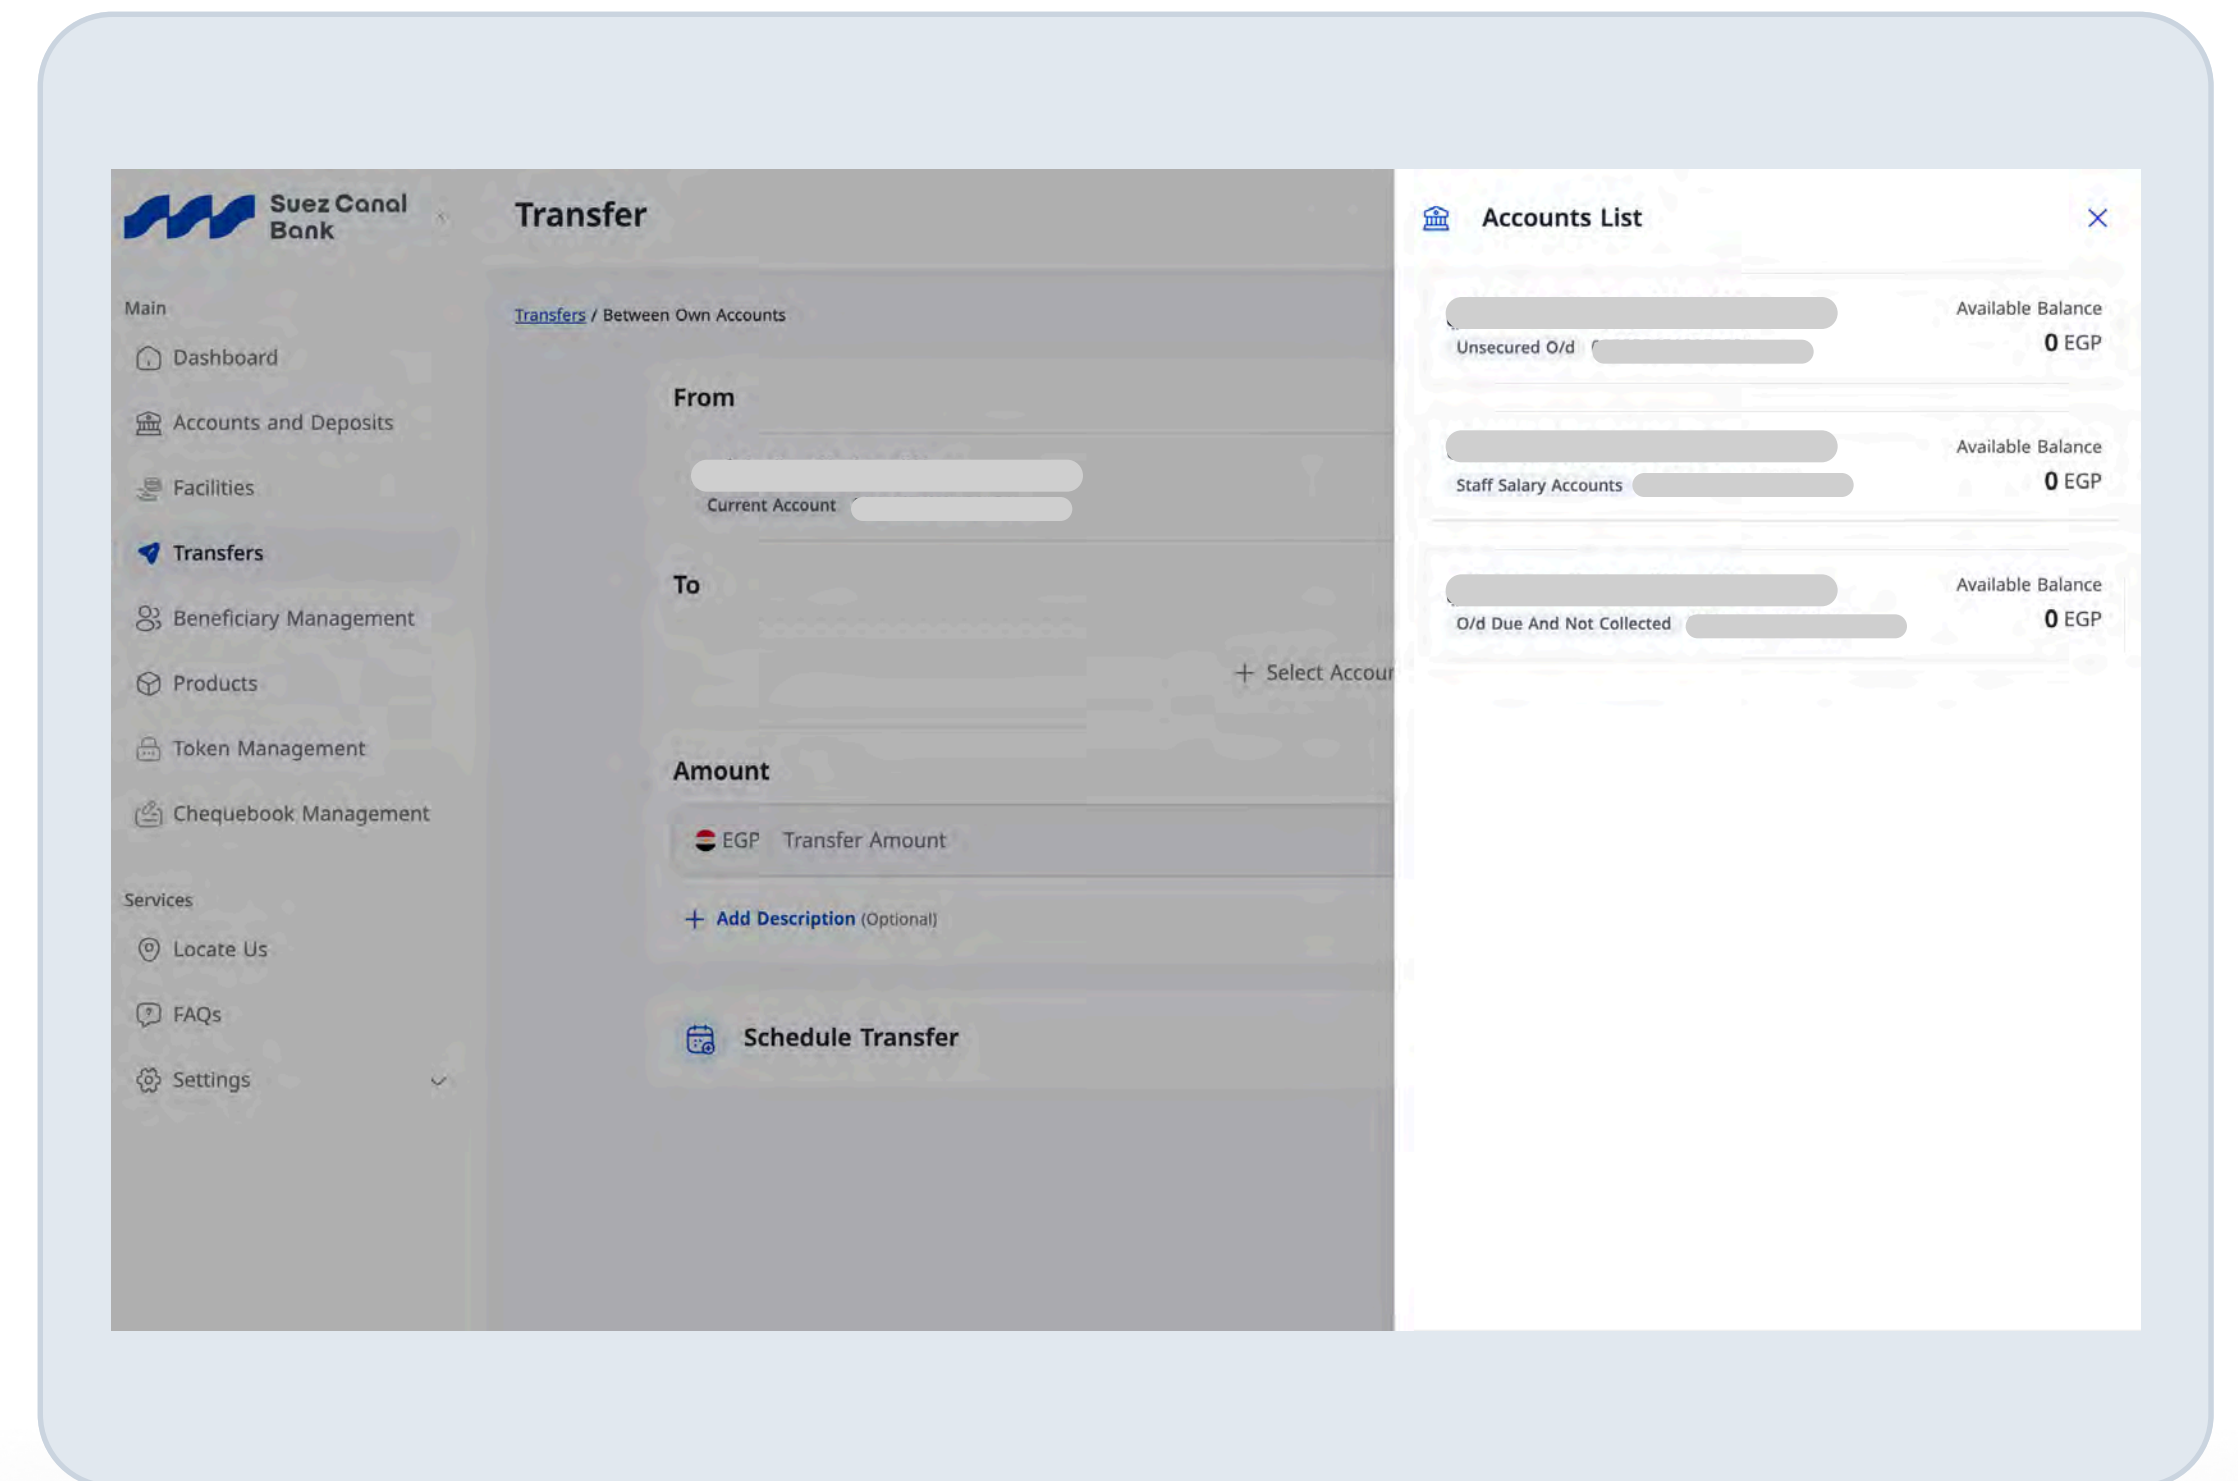 Suez Canal
Bank
Main
Dashboard
Accounts and Deposits
Facilities
Transfers
Beneficiary Management
Products
Token Management
Chequebook Management
Services
Locate Us
FAQs
Settings
Transfer
Transfers / Between Own Accounts
From
Current Account
To
+ Select Accour
Amount
EGP Transfer Amount
+ Add Description (Optional)
Schedule Transfer
Accounts List
Available Balance
Unsecured O/d
0 EGP
Available Balance
Staff Salary Accounts
0 EGP
Available Balance
O/d Due And Not Collected
0 EGP